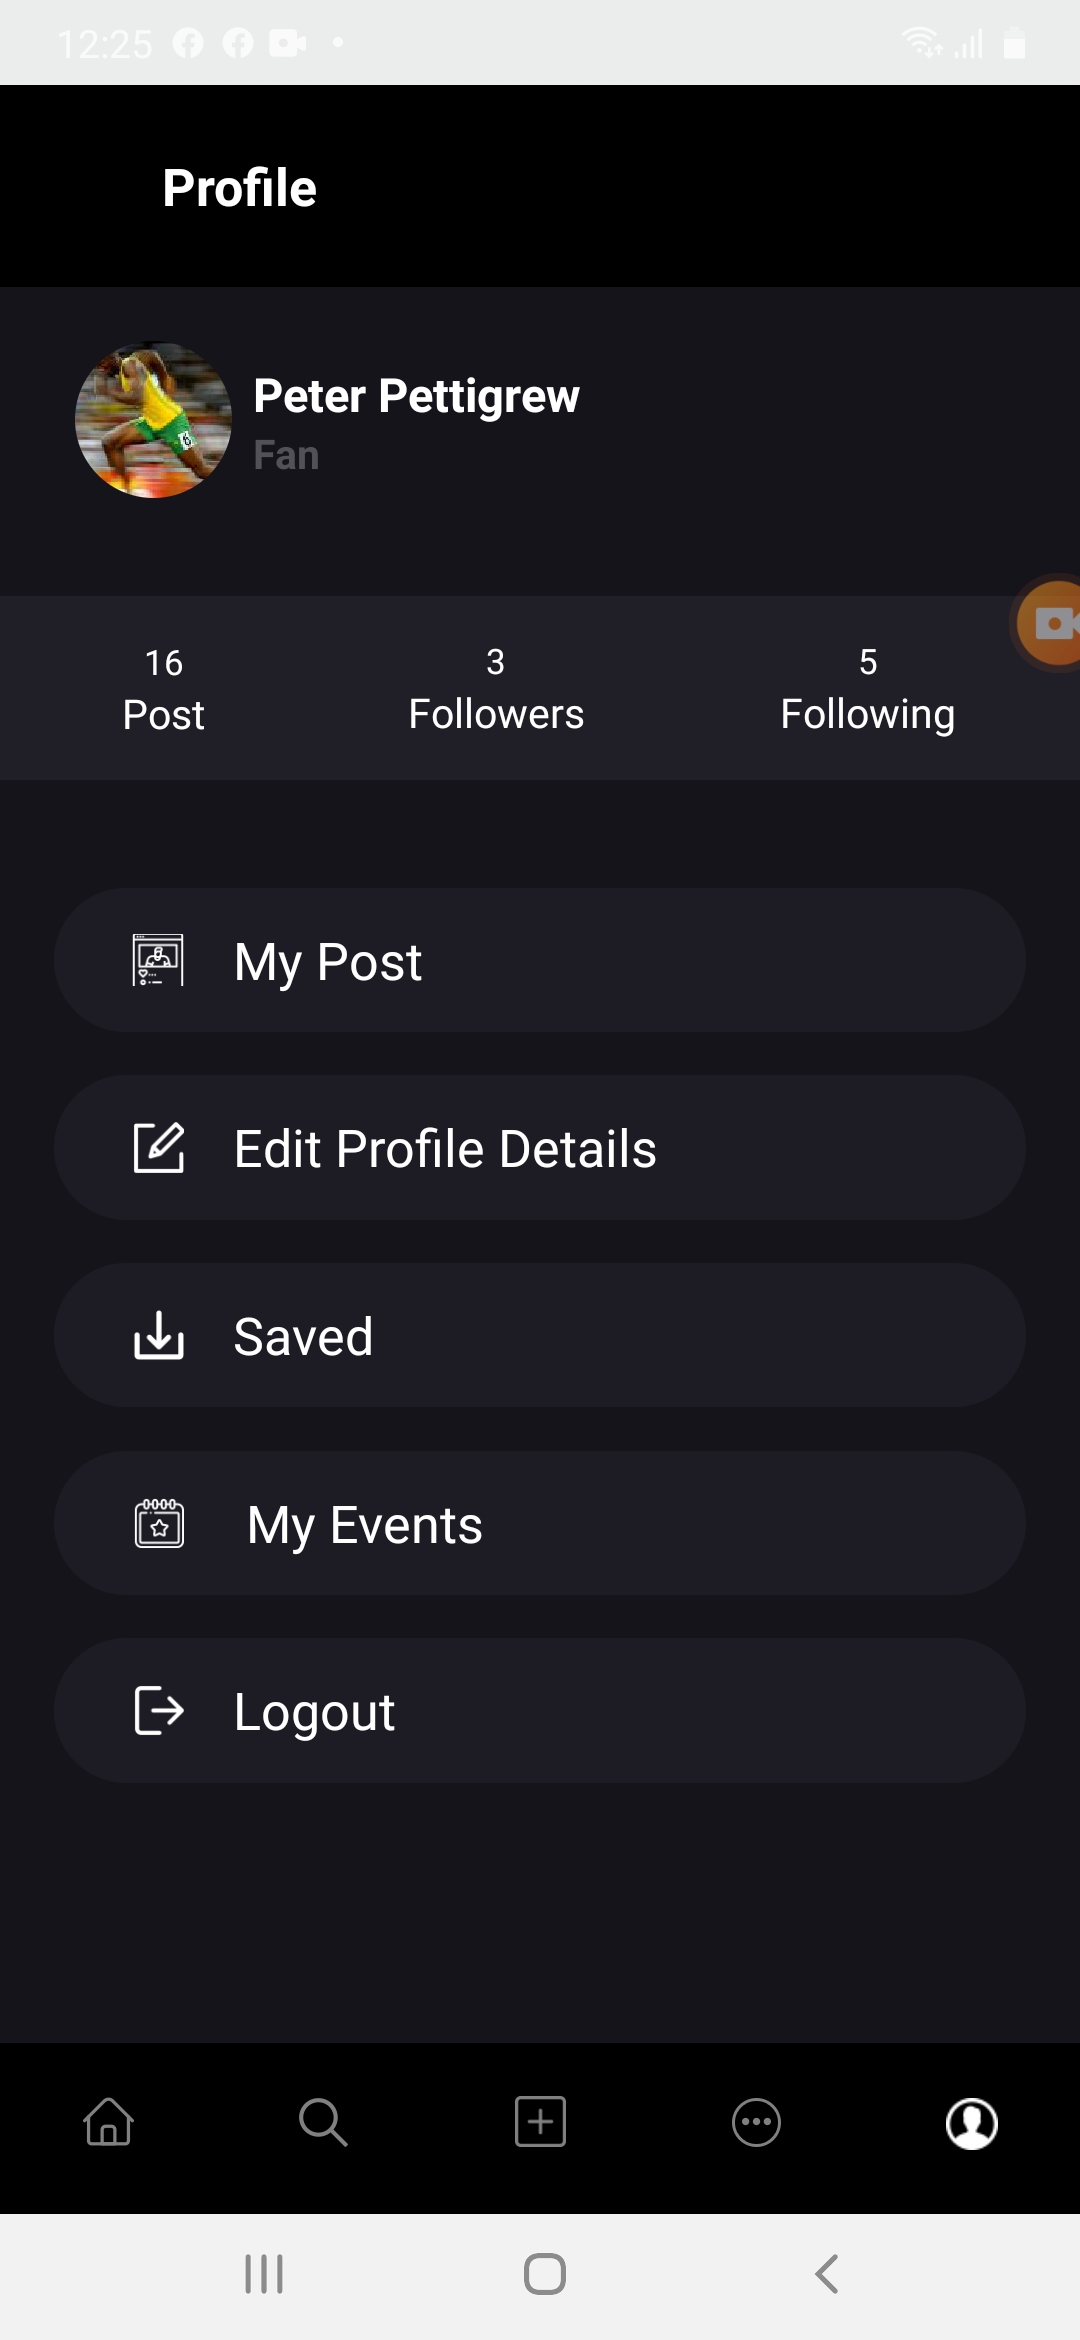 12:25
Profile
Peter Pettigrew
Fan
16
Post
3
Followers
5
Following
My Post
Edit Profile Details
Saved
My Events
Logout